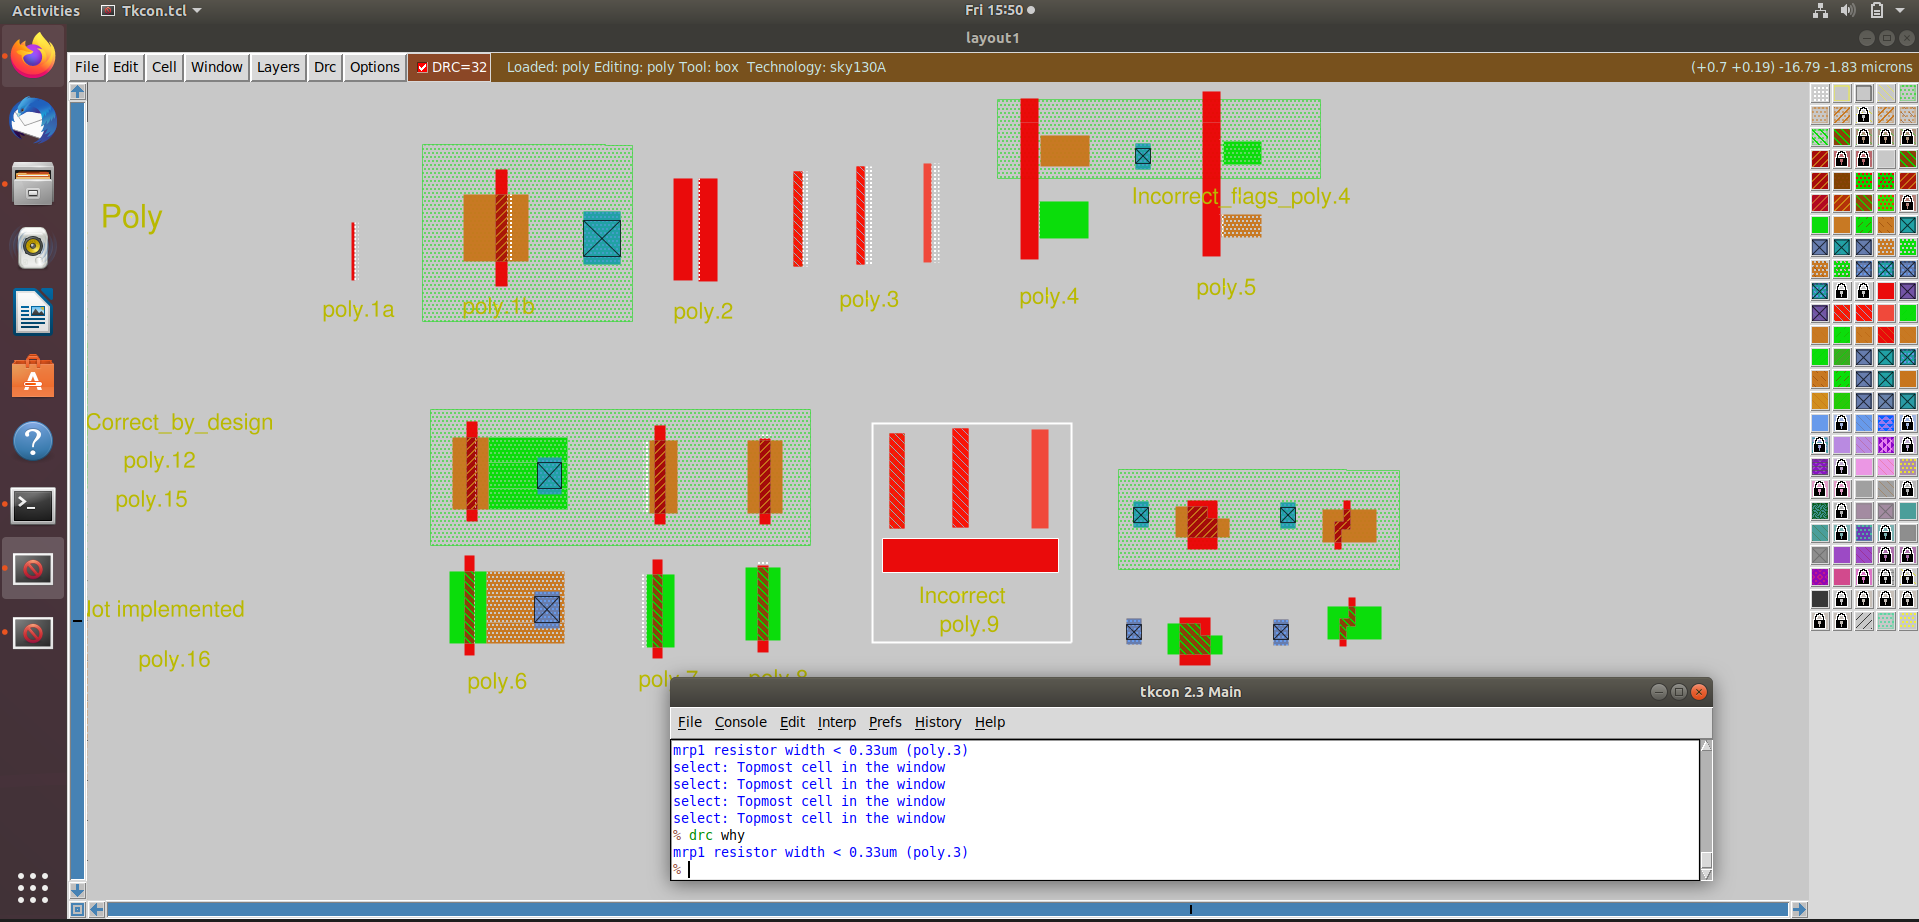 Activities Tkcon.tcl Fri 15:50
layout1
File Edit Cell Window Layers Drc Options DRC=32 Loaded: poly Editing: poly Tool: box Technology: sky130A (+0.7 +0.19) -16.79 -1.83 microns
Poly
Incorrect_flags_poly.4
poly.1a
poly.1b
poly.2
poly.3
poly.4
poly.5
Correct_by_design
poly.12
poly.15
Incorrect
poly.9
Not implemented
poly.16
poly.6
poly.7
poly.8
tkcon 2.3 Main
File Console Edit Interp Prefs History Help
mrp1 resistor width < 0.33um (poly.3)
select: Topmost cell in the window
select: Topmost cell in the window
select: Topmost cell in the window
select: Topmost cell in the window
% drc why
mrp1 resistor width < 0.33um (poly.3)
%